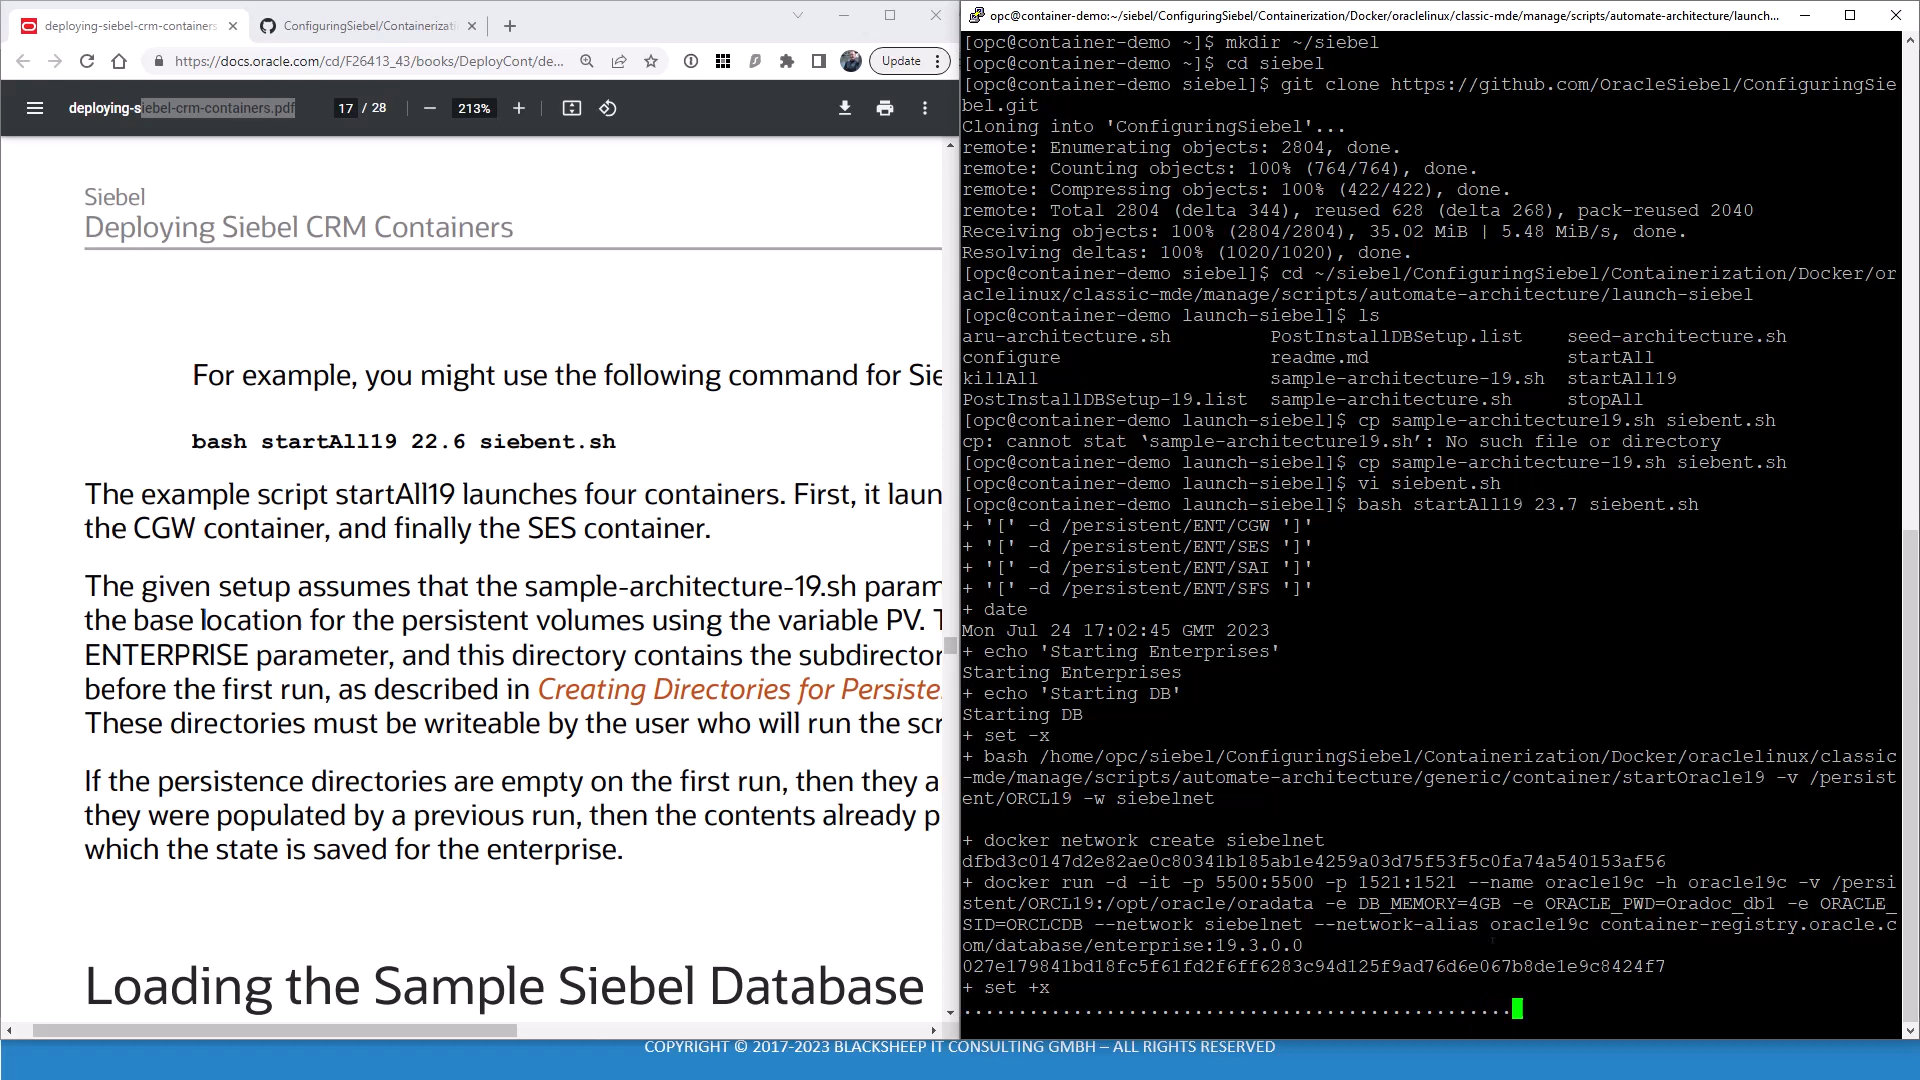 deploying-siebel-crm-containers
ConfiguringSiebel/Containerizati
https://docs.oracle.com/cd/F26413_43/books/DeployCont/de...
Update
deploying-siebel-crm-containers.pdf
17 / 28
213%
Siebel
Deploying Siebel CRM Containers
For example, you might use the following command for Sie
bash startAll19 22.6 siebent.sh
The example script startAll19 launches four containers. First, it laun
the CGW container, and finally the SES container.
The given setup assumes that the sample-architecture-19.sh param
the base location for the persistent volumes using the variable PV. T
ENTERPRISE parameter, and this directory contains the subdirector
before the first run, as described in Creating Directories for Persiste
These directories must be writeable by the user who will run the scr
If the persistence directories are empty on the first run, then they a
they were populated by a previous run, then the contents already p
which the state is saved for the enterprise.
Loading the Sample Siebel Database
opc@container-demo:~/siebel/ConfiguringSiebel/Containerization/Docker/oraclelinux/classic-mde/manage/scripts/automate-architecture/launch...
[opc@container-demo ~]$ mkdir ~/siebel
[opc@container-demo ~]$ cd siebel
[opc@container-demo siebel]$ git clone https://github.com/OracleSiebel/ConfiguringSie
bel.git
Cloning into 'ConfiguringSiebel'...
remote: Enumerating objects: 2804, done.
remote: Counting objects: 100% (764/764), done.
remote: Compressing objects: 100% (422/422), done.
remote: Total 2804 (delta 344), reused 628 (delta 268), pack-reused 2040
Receiving objects: 100% (2804/2804), 35.02 MiB | 5.48 MiB/s, done.
Resolving deltas: 100% (1020/1020), done.
[opc@container-demo siebel]$ cd ~/siebel/ConfiguringSiebel/Containerization/Docker/or
aclelinux/classic-mde/manage/scripts/automate-architecture/launch-siebel
[opc@container-demo launch-siebel]$ ls
aru-architecture.sh PostInstallDBSetup.list seed-architecture.sh
configure readme.md startAll
killAll sample-architecture-19.sh startAll19
PostInstallDBSetup-19.list sample-architecture.sh stopAll
[opc@container-demo launch-siebel]$ cp sample-architecture19.sh siebent.sh
cp: cannot stat ‘sample-architecture19.sh’: No such file or directory
[opc@container-demo launch-siebel]$ cp sample-architecture-19.sh siebent.sh
[opc@container-demo launch-siebel]$ vi siebent.sh
[opc@container-demo launch-siebel]$ bash startAll19 23.7 siebent.sh
+ '[' -d /persistent/ENT/CGW ']'
+ '[' -d /persistent/ENT/SES ']'
+ '[' -d /persistent/ENT/SAI ']'
+ '[' -d /persistent/ENT/SFS ']'
+ date
Mon Jul 24 17:02:45 GMT 2023
+ echo 'Starting Enterprises'
Starting Enterprises
+ echo 'Starting DB'
Starting DB
+ set -x
+ bash /home/opc/siebel/ConfiguringSiebel/Containerization/Docker/oraclelinux/classic
-mde/manage/scripts/automate-architecture/generic/container/startOracle19 -v /persist
ent/ORCL19 -w siebelnet
+ docker network create siebelnet
dfbd3c0147d2e82ae0c80341b185ab1e4259a03d75f53f5c0fa74a540153af56
+ docker run -d -it -p 5500:5500 -p 1521:1521 --name oracle19c -h oracle19c -v /persi
stent/ORCL19:/opt/oracle/oradata -e DB_MEMORY=4GB -e ORACLE_PWD=Oradoc_db1 -e ORACLE_
SID=ORCLCDB --network siebelnet --network-alias oracle19c container-registry.oracle.c
om/database/enterprise:19.3.0.0
027e179841bd18fc5f61fd2f6ff6283c94d125f9ad76d6e067b8de1e9c8424f7
+ set +x
..................................................
COPYRIGHT © 2017-2023 BLACKSHEEP IT CONSULTING GMBH – ALL RIGHTS RESERVED